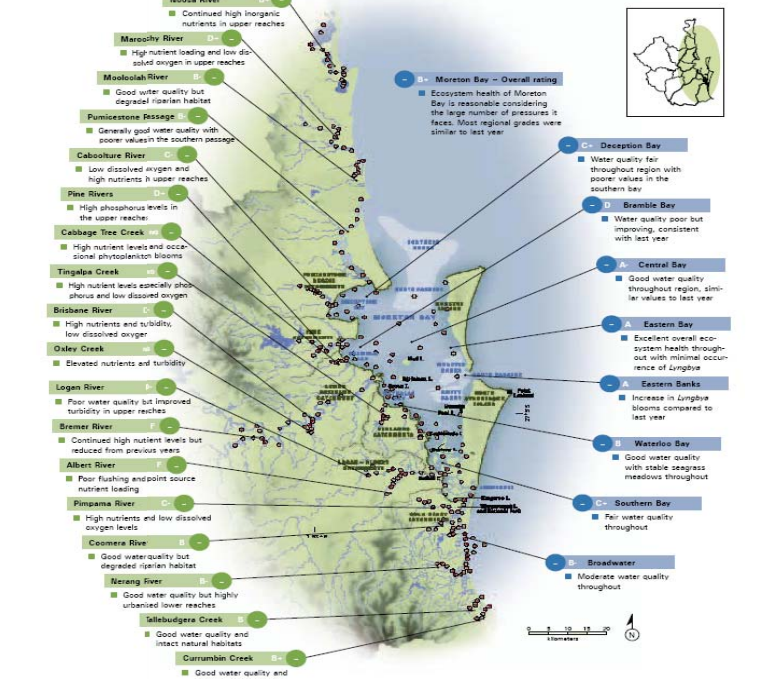 Noosa River
Continued high inorganic
nutrients in upper reaches
Maroochy River D+
High nutrient loading and low dis-
solved oxygen in upper reaches
Mooloolah River B-
Good water quality but
degraded riparian habitat
Pumicestone Passage B-
Generally good water quality with
poorer values in the southern passage
Caboolture River C-
Low dissolved oxygen and
high nutrients in upper reaches
Pine Rivers D+
High phosphorus levels in
the upper reaches
Cabbage Tree Creek
High nutrient levels and occa-
sional phytoplankton blooms
Tingalpa Creek
High nutrient levels especially phos
phorus and low dissolved oxygen
Brisbane River
High nutrients and turbidity,
low dissolved oxygen
Oxley Creek
Elevated nutrients and turbidity
Logan River
Poor water quality but improved
turbidity in upper reaches
Bremer River F
Continued high nutrient levels but
reduced from previous years
Albert River F
Poor flushing and point source
nutrient loading
Pimpama River C-
High nutrients and low dissolved
oxygen levels
Coomera River B
Good water quality but
degraded riparian habitat
Nerang River B-
Good water quality but highly
urbanised lower reaches
Tallebudgera Creek B
Good water quality and
intact natural habitats
Currumbin Creek B+
Good water quality and
B+ Moreton Bay – Overall rating
Ecosystem health of Moreton
Bay is reasonable considering
the large number of pressures it
faces. Most regional grades were
similar to last year
C+ Deception Bay
Water quality fair
throughout region with
poorer values in the
southern bay
D Bramble Bay
Water quality poor but
improving, consistent
with last year
A- Central Bay
Good water quality
throughout region, simi-
lar values to last year
A Eastern Bay
Excellent overall eco-
system health through-
out with minimal occur-
rence of Lyngbya
A Eastern Banks
Increase in Lyngbya
blooms compared to
last year
B Waterloo Bay
Good water quality
with stable seagrass
meadows throughout
C+ Southern Bay
Fair water quality
throughout
B- Broadwater
Moderate water quality
throughout
MORETON BAY
Mud I.
Kangaroo I.
Point
Lookout
0 5 10 15 20
kilometers
N